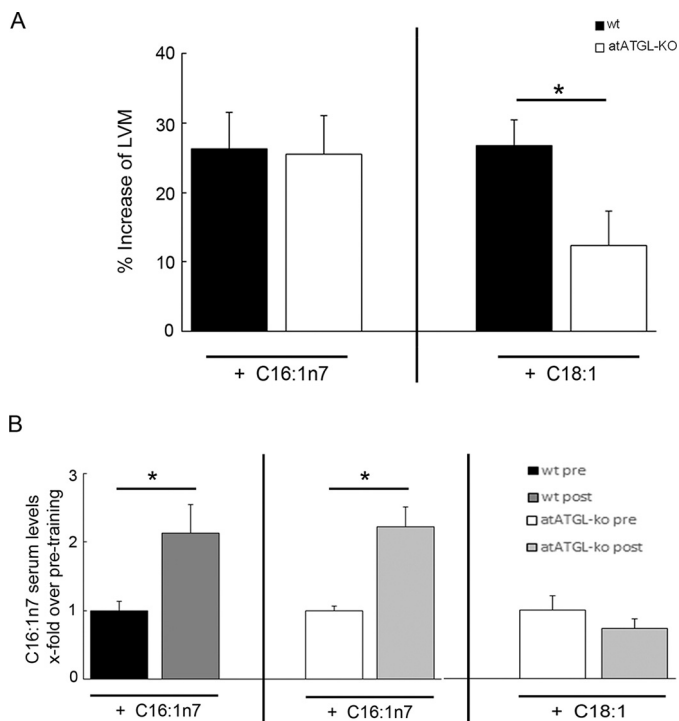 A
wt
atATGL-KO
% Increase of LVM
40
30
20
10
0
*
+ C16:1n7
+ C18:1
B
C16:1n7 serum levels
x-fold over pre-training
3
2
1
0
*
*
wt pre
wt post
atATGL-ko pre
atATGL-ko post
+ C16:1n7
+ C16:1n7
+ C18:1